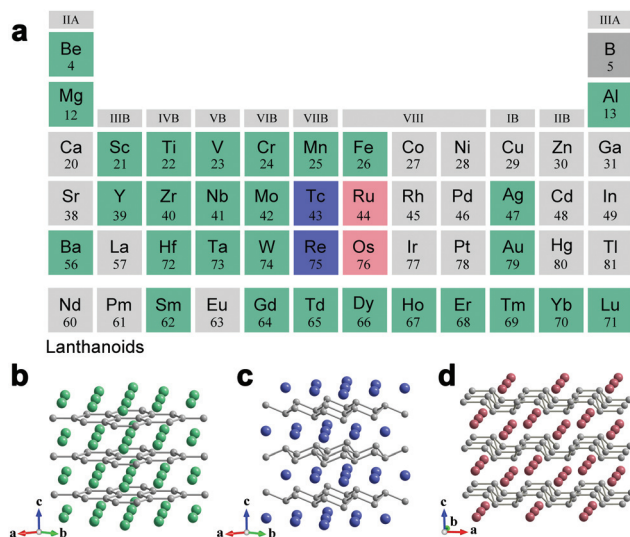 a
IIA IIIA
Be B
4 5
Mg Al
12 IIIB IVB VB VIB VIIB VIII IB IIB 13
Ca Sc Ti V Cr Mn Fe Co Ni Cu Zn Ga
20 21 22 23 24 25 26 27 28 29 30 31
Sr Y Zr Nb Mo Tc Ru Rh Pd Ag Cd In
38 39 40 41 42 43 44 45 46 47 48 49
Ba La Hf Ta W Re Os Ir Pt Au Hg Tl
56 57 72 73 74 75 76 77 78 79 80 81
Nd Pm Sm Eu Gd Td Dy Ho Er Tm Yb Lu
60 61 62 63 64 65 66 67 68 69 70 71
Lanthanoids
b c d
c c c
a b a b b a